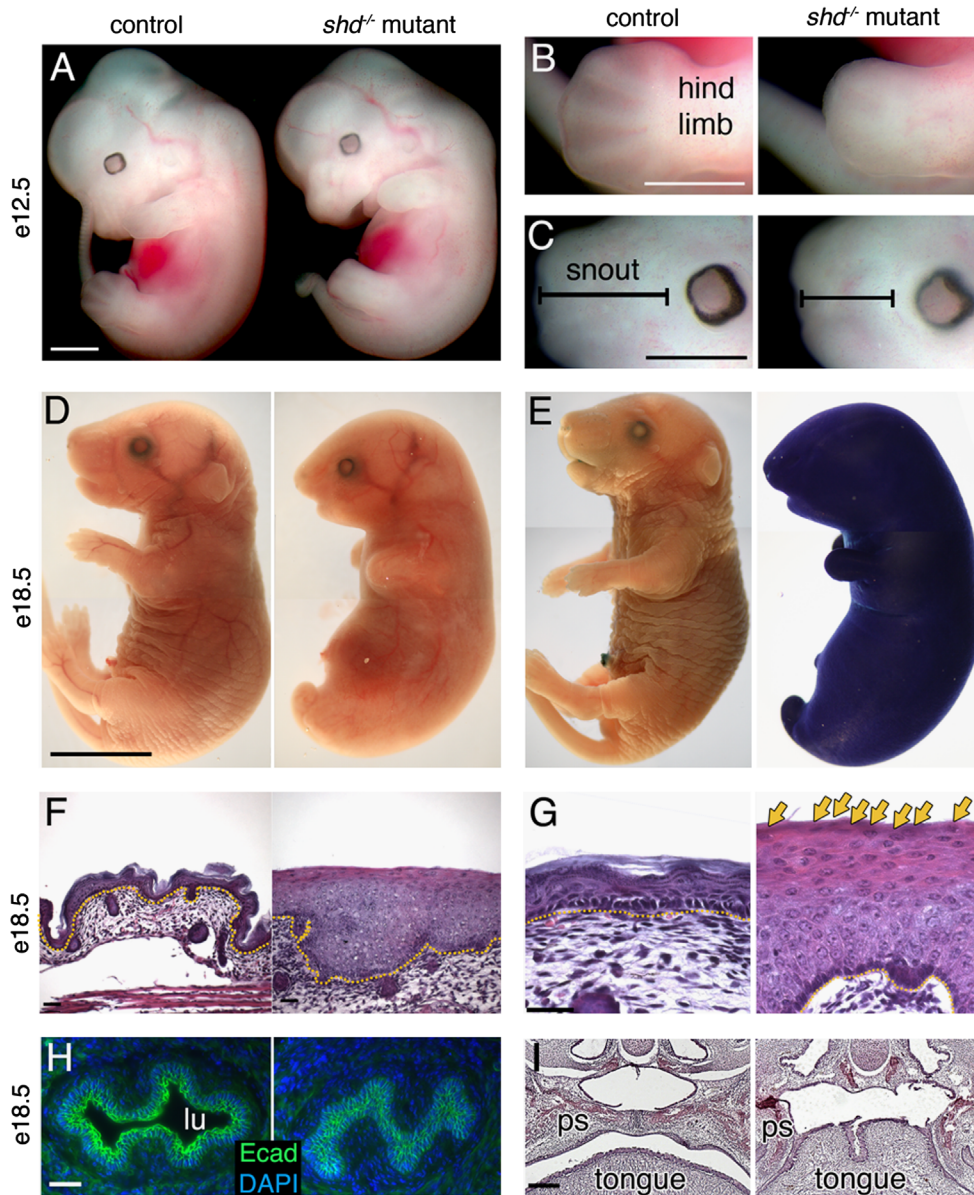 control
shd-/- mutant
control
shd-/- mutant
e12.5
A
B
hind
limb
C
snout
e18.5
D
E
e18.5
F
G
e18.5
H
lu
Ecad
DAPI
I
ps
tongue
ps
tongue